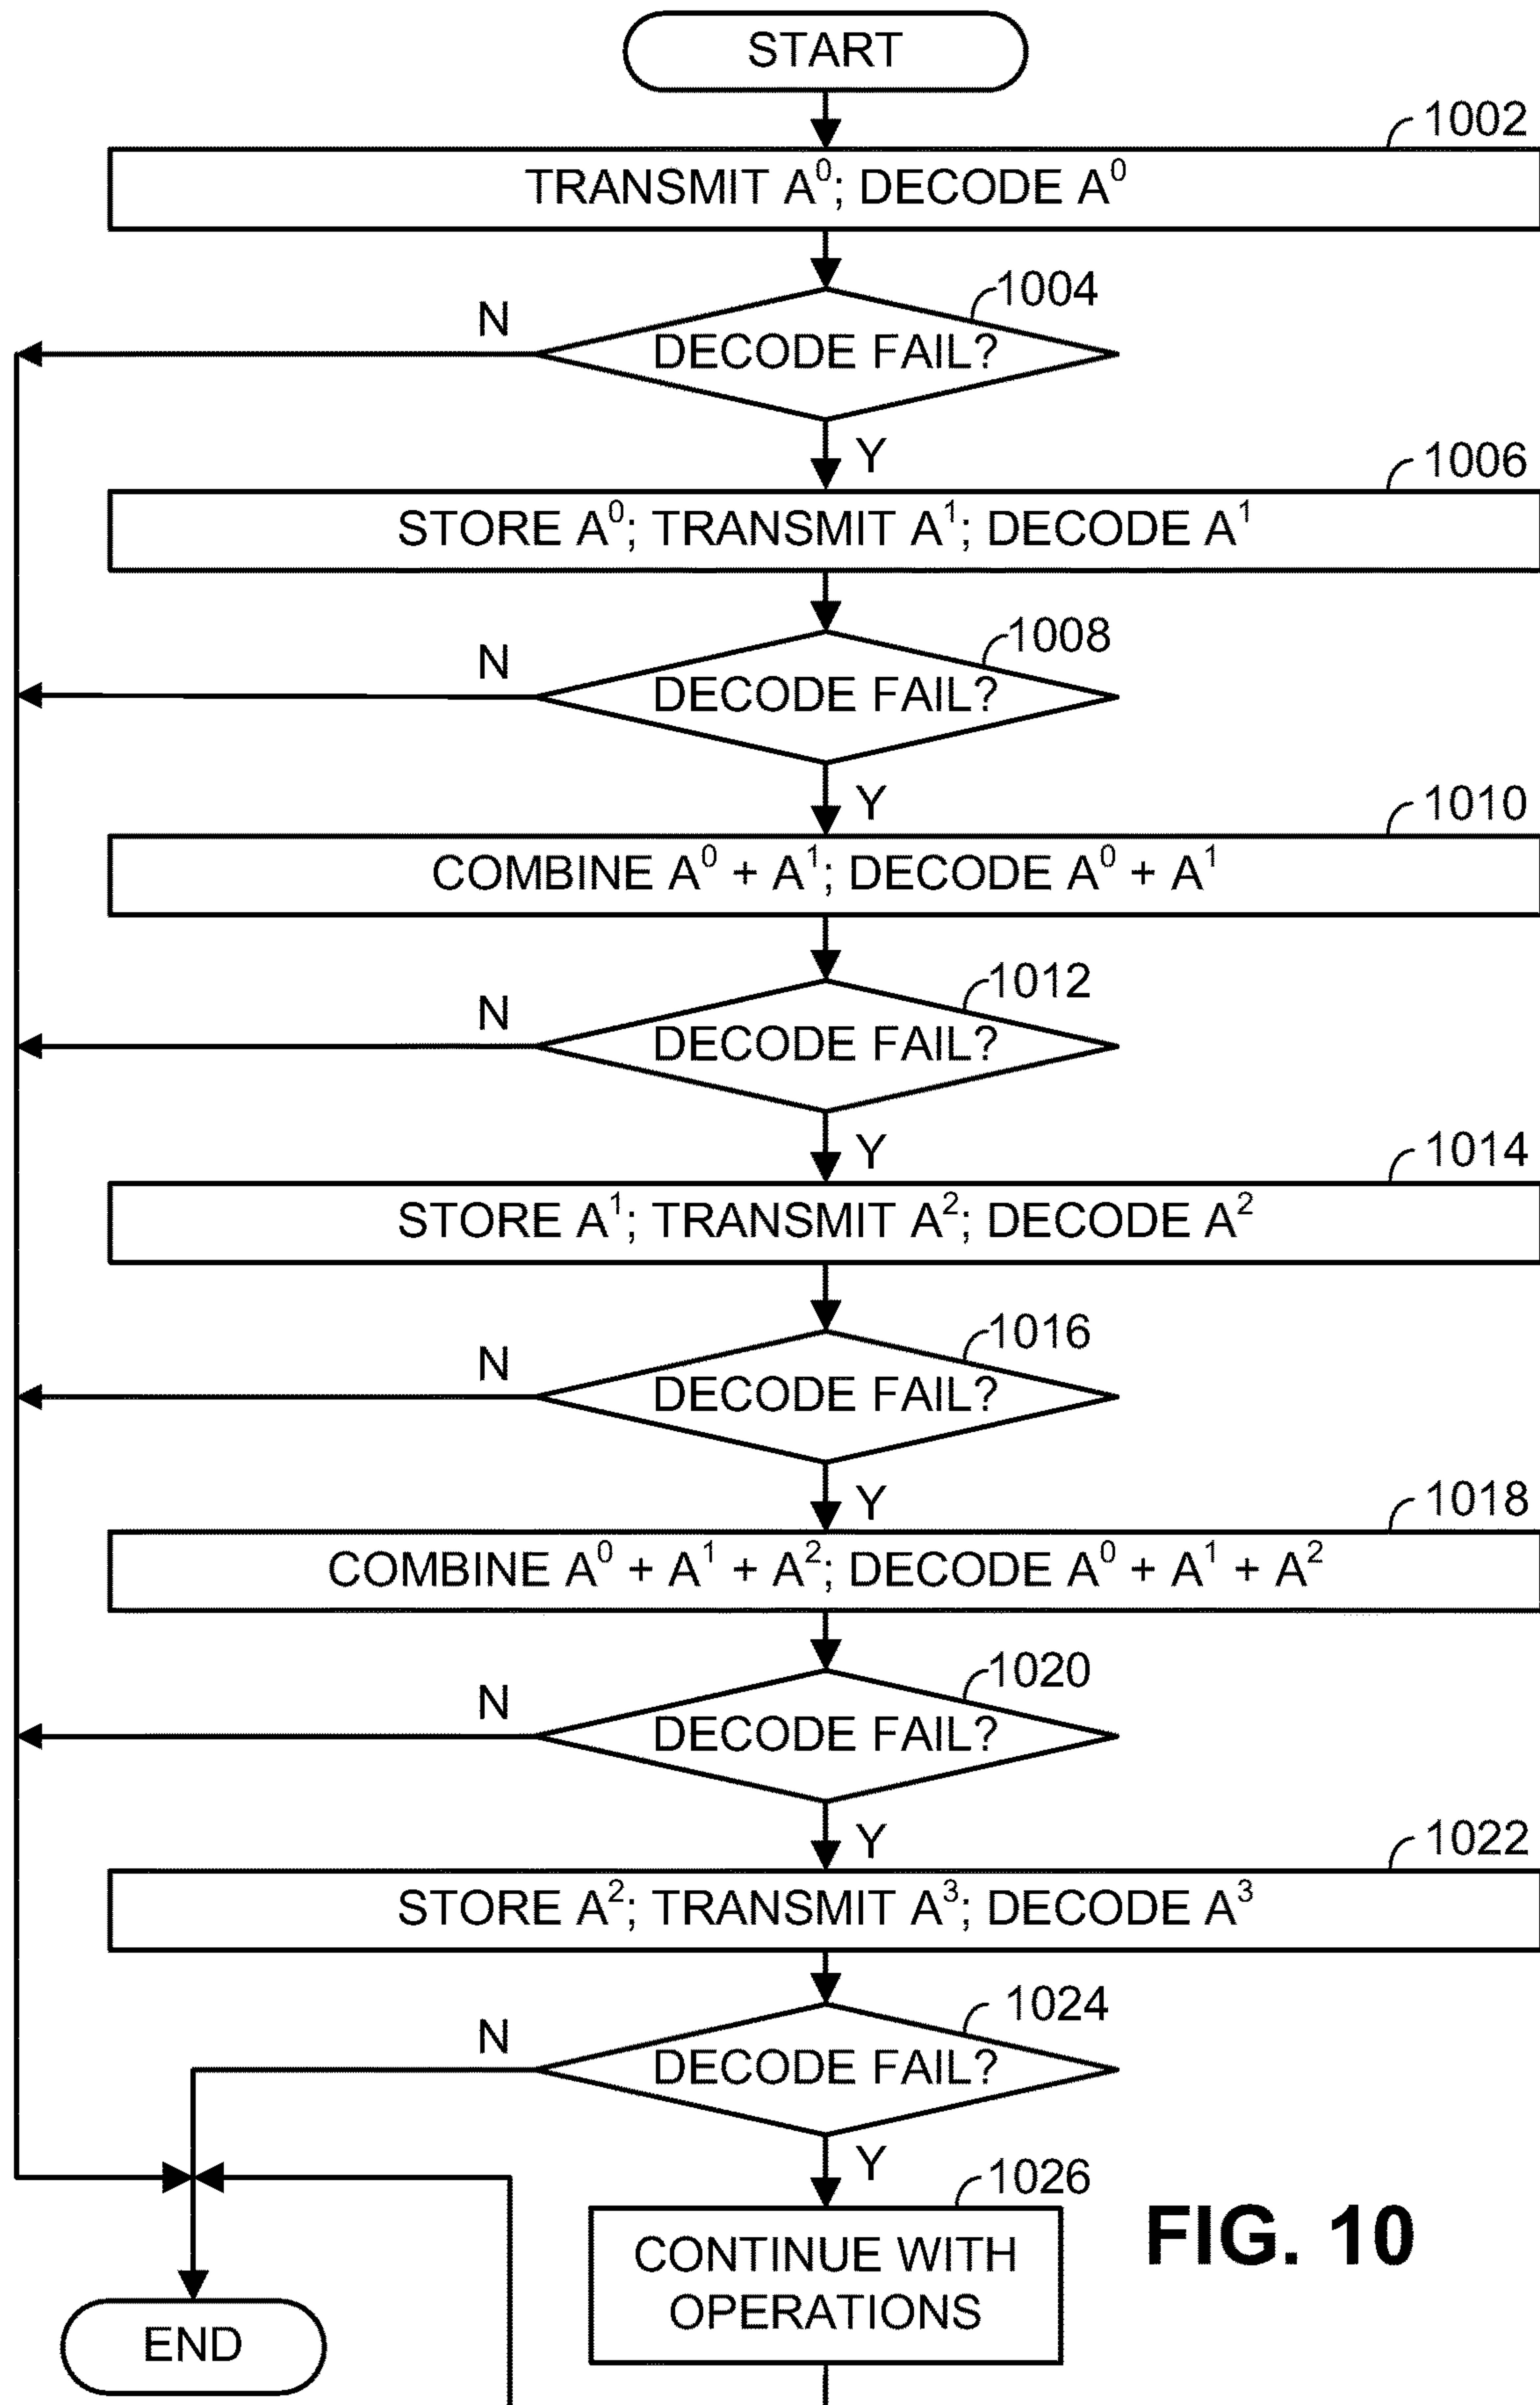 START
1002
TRANSMIT A⁰; DECODE A⁰
1004
N
DECODE FAIL?
Y
1006
STORE A⁰; TRANSMIT A¹; DECODE A¹
1008
N
DECODE FAIL?
Y
1010
COMBINE A⁰ + A¹; DECODE A⁰ + A¹
1012
N
DECODE FAIL?
Y
1014
STORE A¹; TRANSMIT A²; DECODE A²
1016
N
DECODE FAIL?
Y
1018
COMBINE A⁰ + A¹ + A²; DECODE A⁰ + A¹ + A²
1020
N
DECODE FAIL?
Y
1022
STORE A²; TRANSMIT A³; DECODE A³
1024
N
DECODE FAIL?
Y
1026
CONTINUE WITH
OPERATIONS
FIG. 10
END